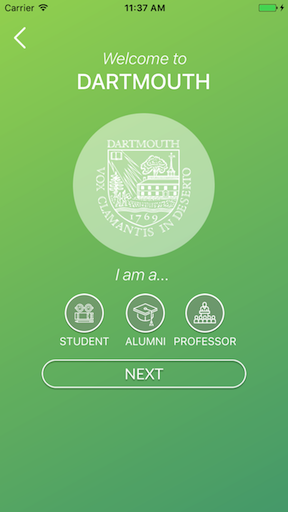 Carrier 11:37 AM
Welcome to
DARTMOUTH
DARTMOUTH
VOX CLAMANTIS IN DESERTO
1769
I am a...
STUDENT ALUMNI PROFESSOR
NEXT